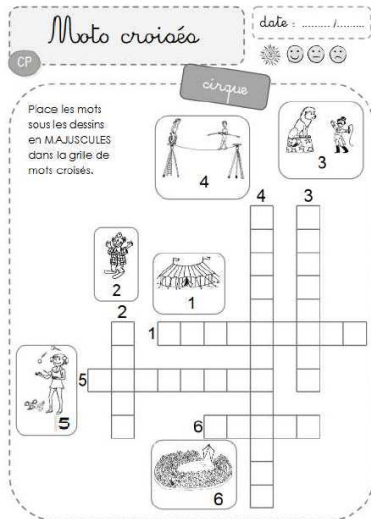 Mots croisés
date : ......... /.........
CP
cirque
Place les mots
sous les dessins
en MAJUSCULES
dans la grille de
mots croisés.
4
3
4 3
2
1
2
1
5
5
6
6